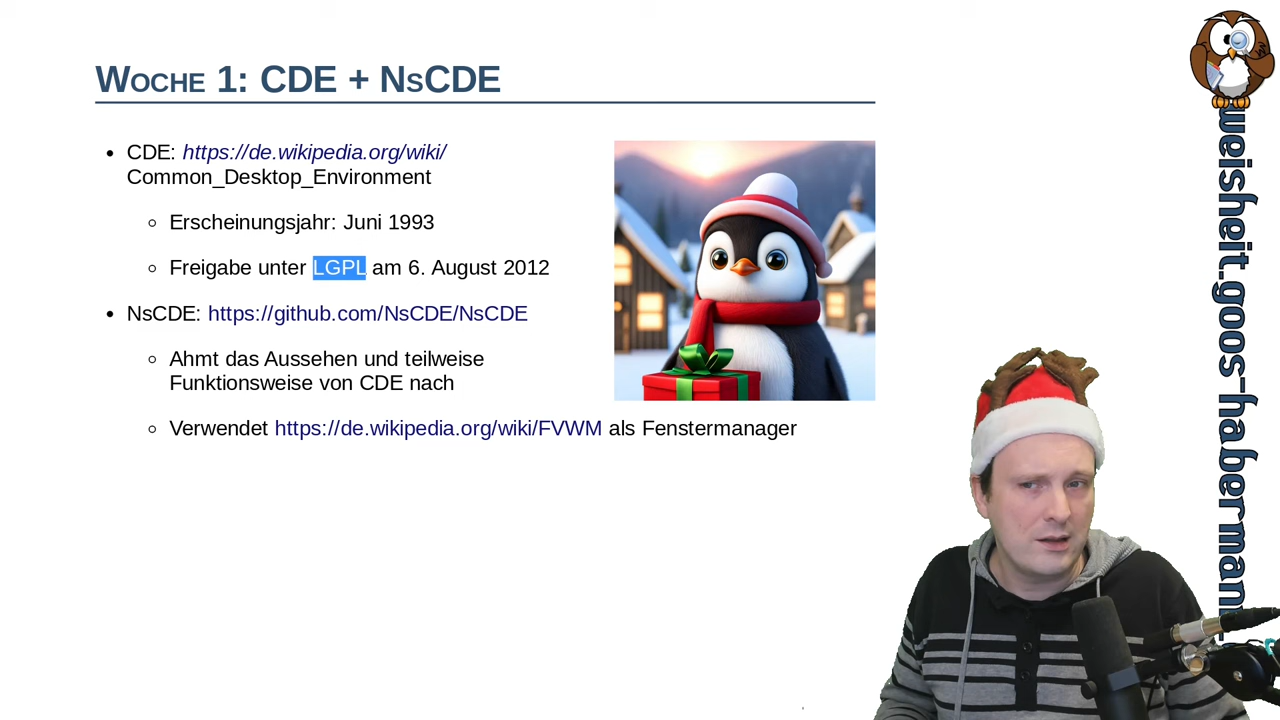 Woche 1: CDE + NsCDE
CDE: https://de.wikipedia.org/wiki/
Common_Desktop_Environment
Erscheinungsjahr: Juni 1993
Freigabe unter LGPL am 6. August 2012
NsCDE: https://github.com/NsCDE/NsCDE
Ahmt das Aussehen und teilweise
Funktionsweise von CDE nach
Verwendet https://de.wikipedia.org/wiki/FVWM als Fenstermanager
weisheit.goos-habermann.